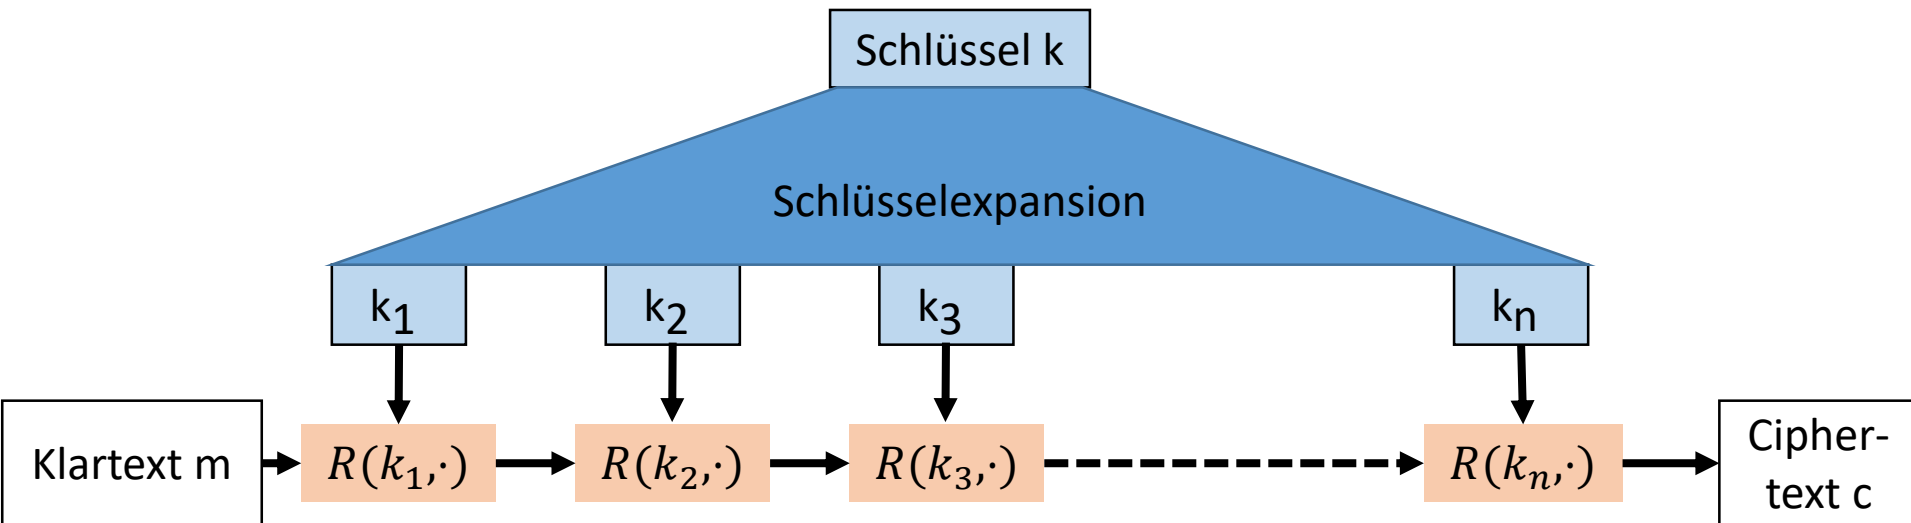 Schlüssel k
Schlüsselexpansion
k₁ k₂ k₃ kₙ
Klartext m R(k₁,·) R(k₂,·) R(k₃,·) R(kₙ,·) Cipher-
text c